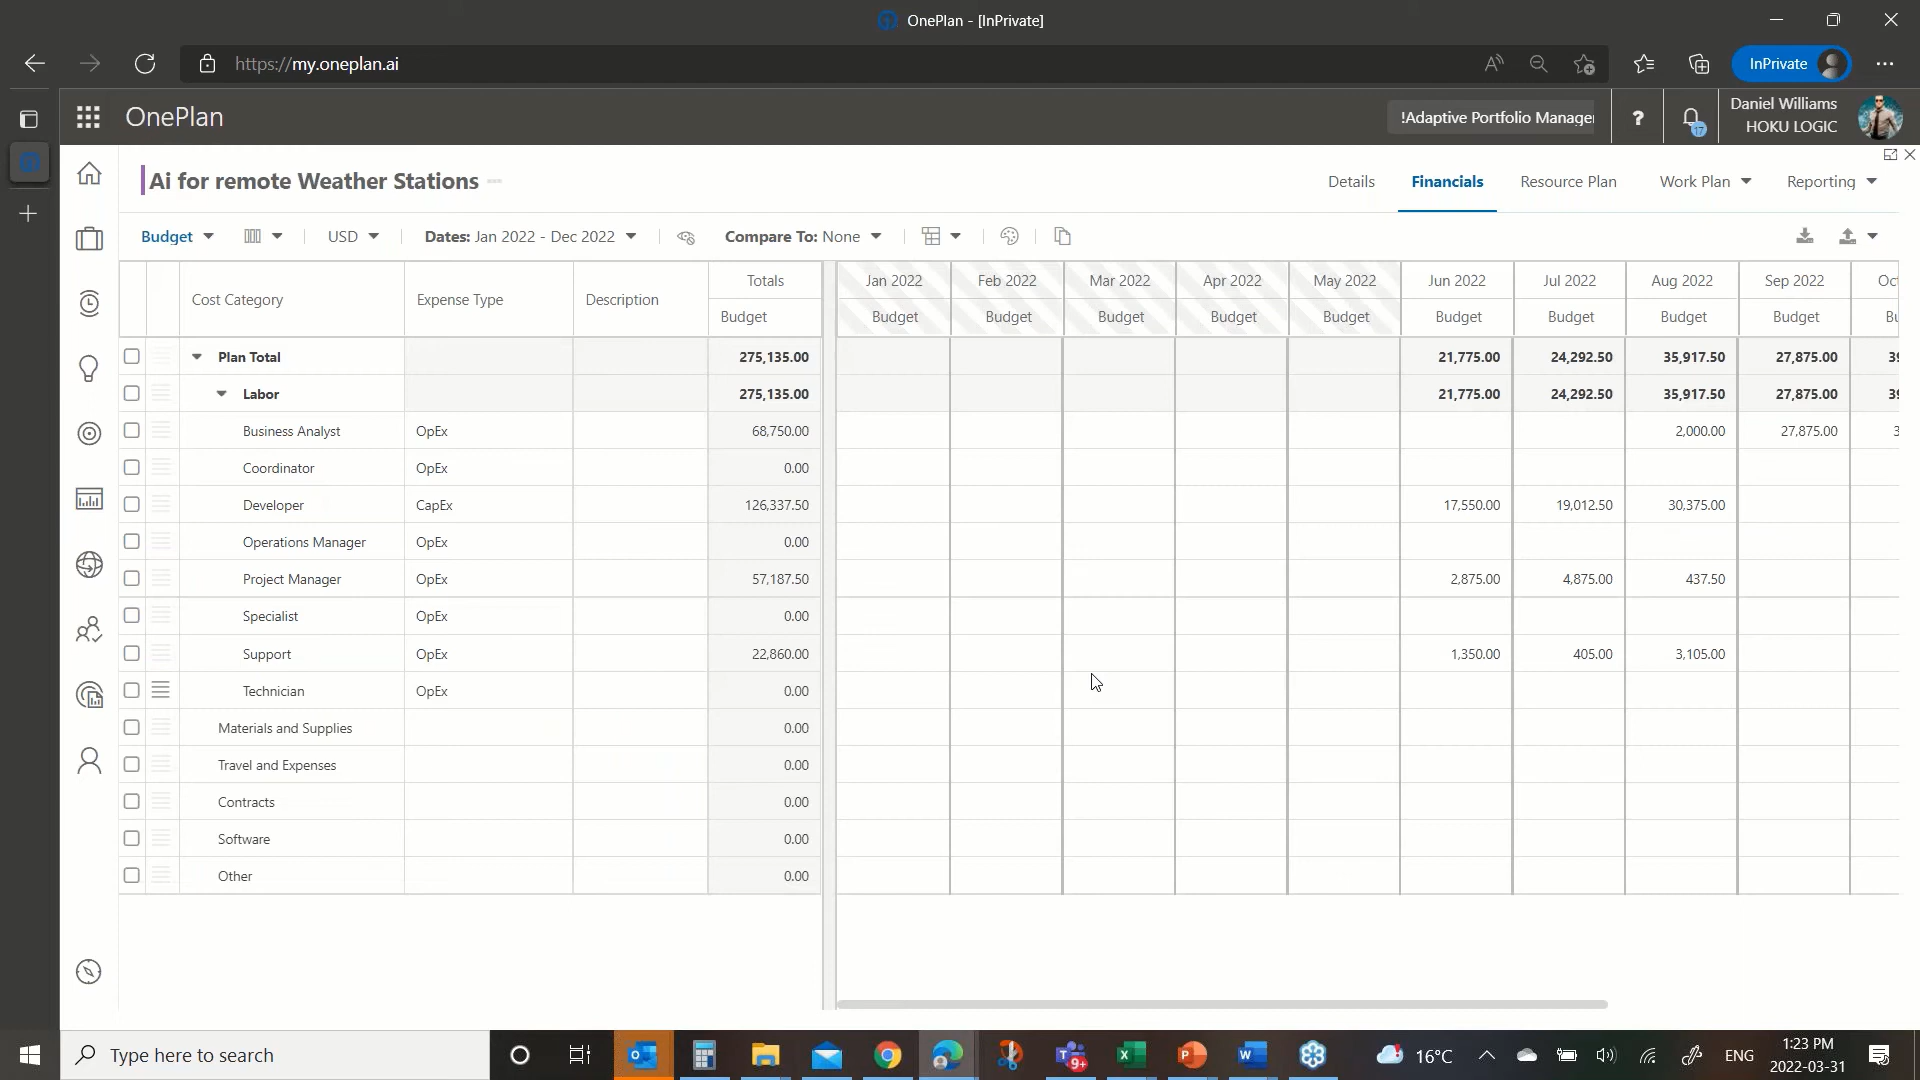 OnePlan - [InPrivate]
https://my.oneplan.ai
InPrivate
OnePlan
!Adaptive Portfolio Manage
?
17
Daniel Williams
HOKU LOGIC
Ai for remote Weather Stations
Details
Financials
Resource Plan
Work Plan
Reporting
Budget
USD
Dates: Jan 2022 - Dec 2022
Compare To: None
Cost Category Expense Type Description Totals Jan 2022 Feb 2022 Mar 2022 Apr 2022 May 2022 Jun 2022 Jul 2022 Aug 2022 Sep 2022 Oc
Budget Budget Budget Budget Budget Budget Budget Budget Budget Budget Bu
Plan Total 275,135.00 21,775.00 24,292.50 35,917.50 27,875.00 39
Labor 275,135.00 21,775.00 24,292.50 35,917.50 27,875.00 39
Business Analyst OpEx 68,750.00 2,000.00 27,875.00 3
Coordinator OpEx 0.00
Developer CapEx 126,337.50 17,550.00 19,012.50 30,375.00
Operations Manager OpEx 0.00
Project Manager OpEx 57,187.50 2,875.00 4,875.00 437.50
Specialist OpEx 0.00
Support OpEx 22,860.00 1,350.00 405.00 3,105.00
Technician OpEx 0.00
Materials and Supplies 0.00
Travel and Expenses 0.00
Contracts 0.00
Software 0.00
Other 0.00
Type here to search
9+
16°C
ENG
1:23 PM
2022-03-31